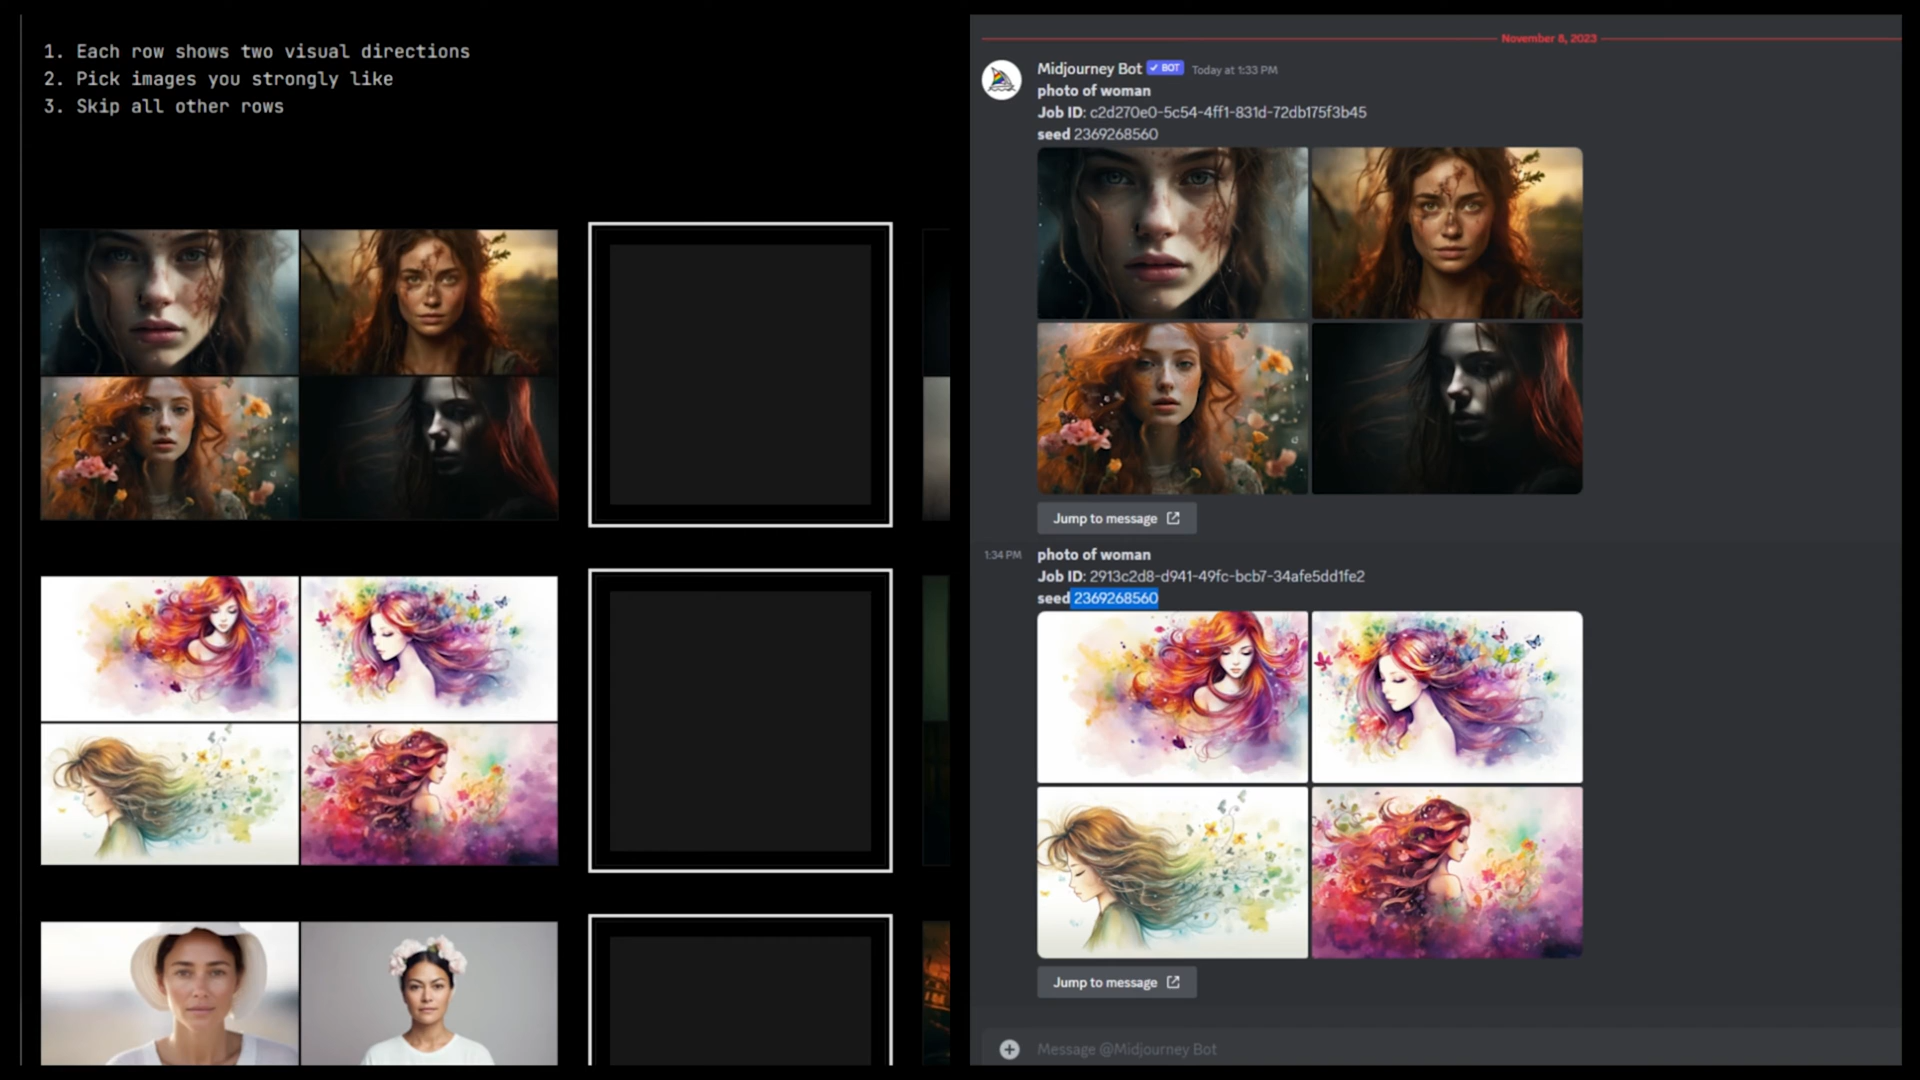 1. Each row shows two visual directions
2. Pick images you strongly like
3. Skip all other rows
November 8, 2023
Midjourney Bot ✓ BOT Today at 1:33 PM
photo of woman
Job ID: c2d270e0-5c54-4ff1-831d-72db175f3b45
seed 2369268560
Jump to message
1:34 PM photo of woman
Job ID: 2913c2d8-d941-49fc-bcb7-34afe5dd1fe2
seed 2369268560
Jump to message
Message @Midjourney Bot